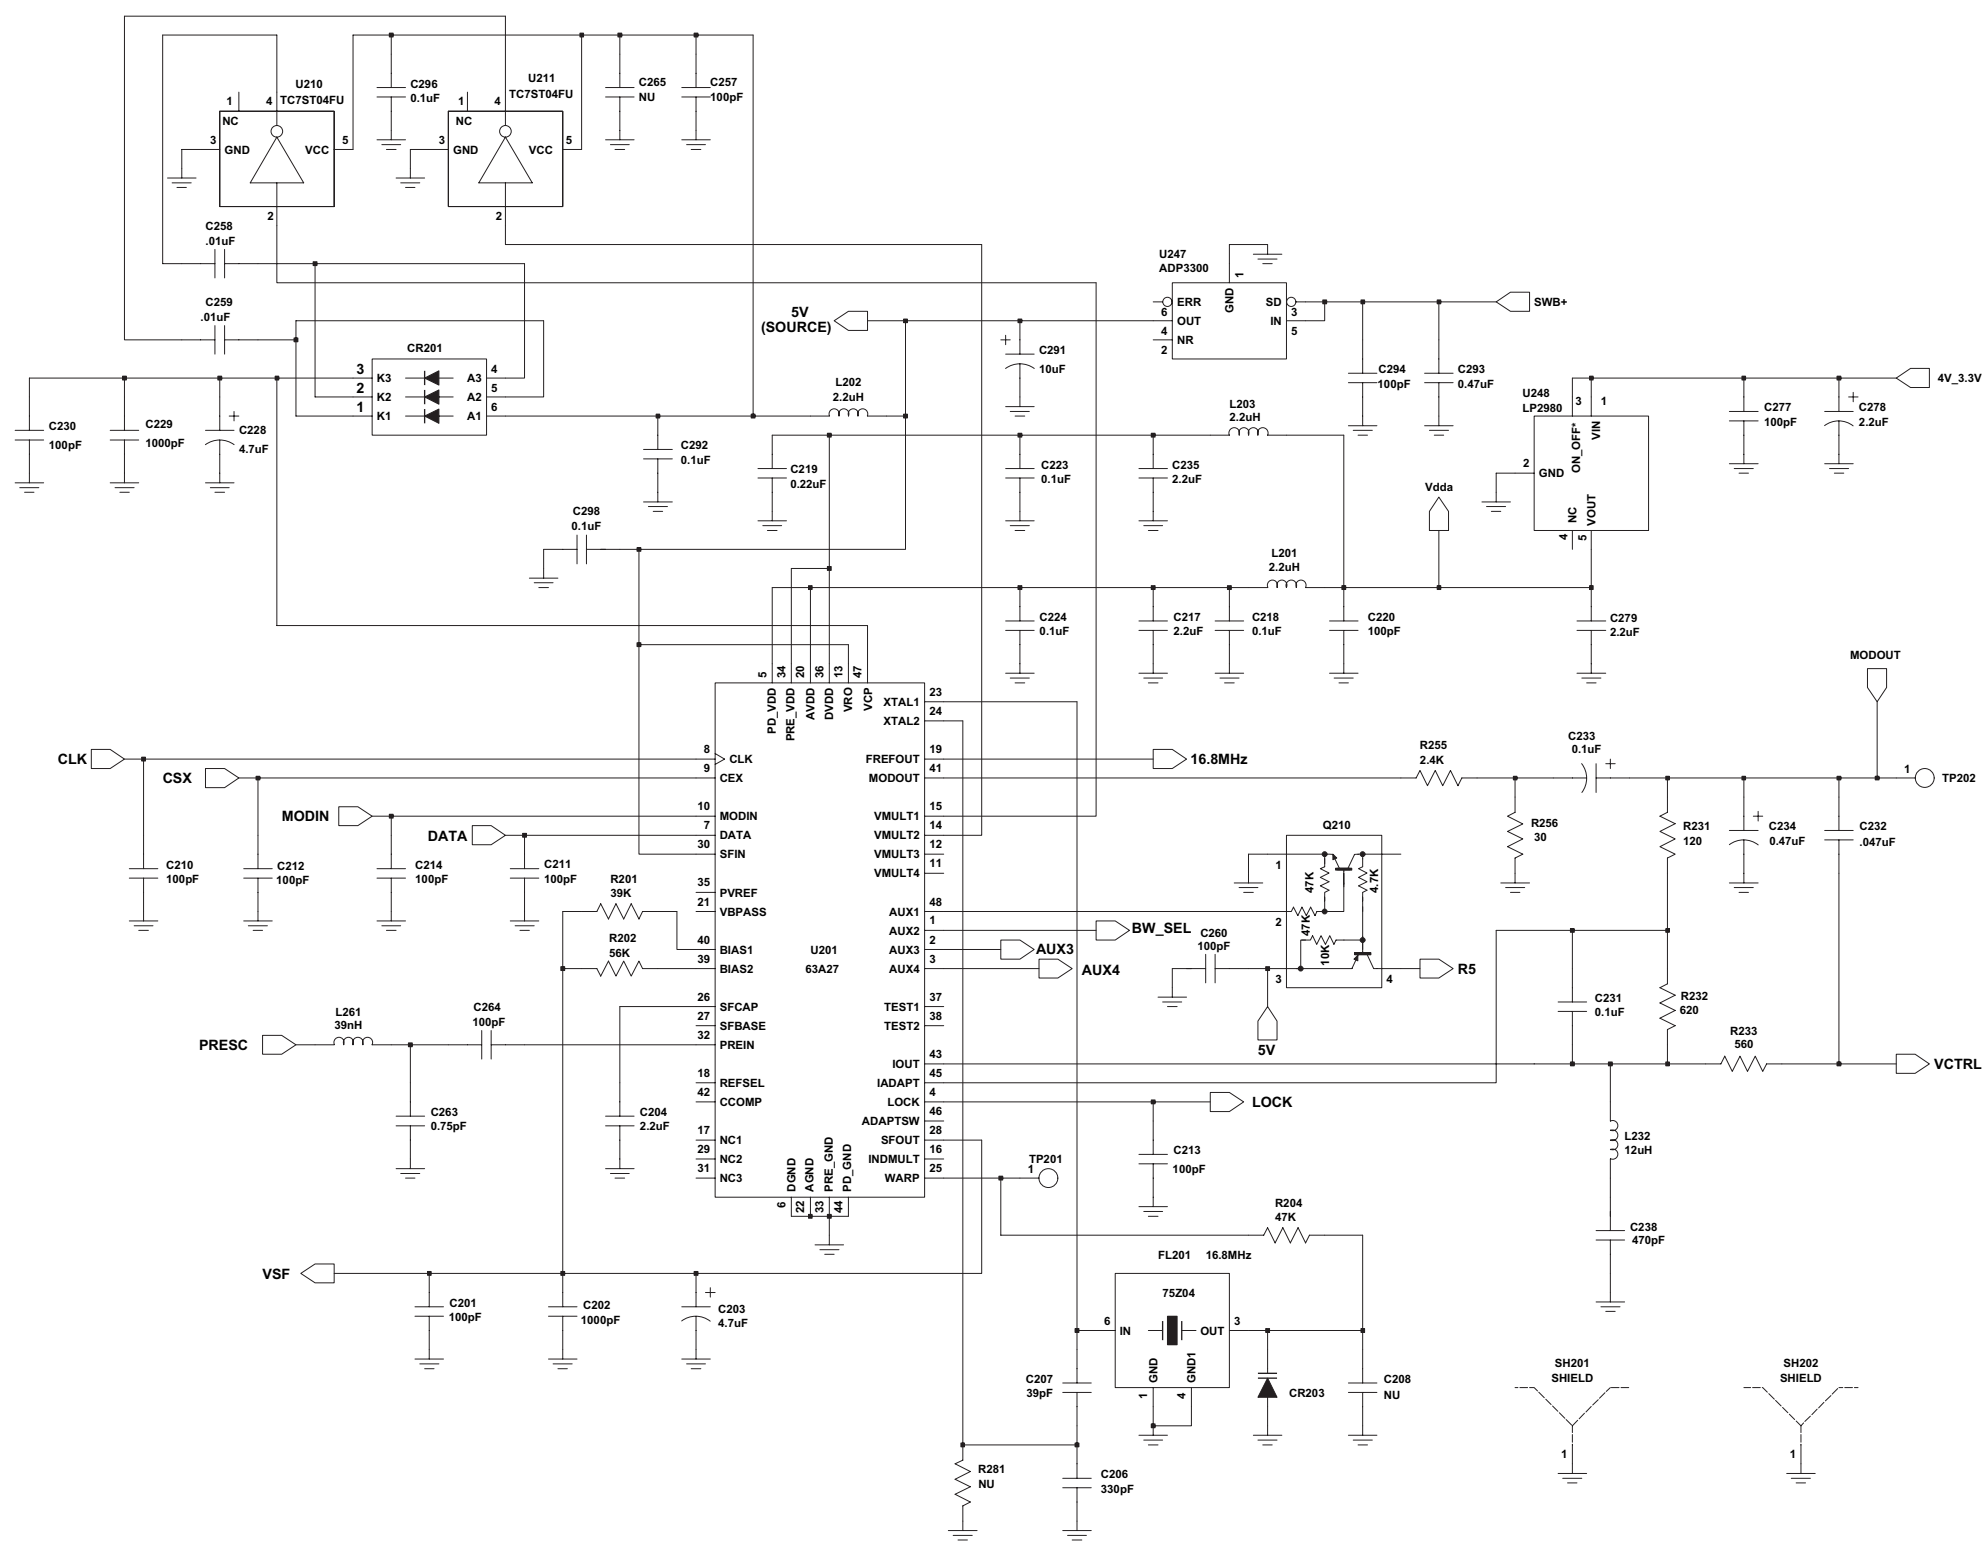 U210
TC7ST04FU
1
4
NC
3
GND
VCC
5
2
C296
0.1uF
U211
TC7ST04FU
1
4
NC
3
GND
VCC
5
2
C265
NU
C257
100pF
C258
.01uF
C259
.01uF
CR201
3
K3
A3
4
2
K2
A2
5
1
K1
A1
6
C230
100pF
C229
1000pF
+
C228
4.7uF
5V
(SOURCE)
L202
2.2uH
C292
0.1uF
C298
0.1uF
C219
0.22uF
+
C291
10uF
U247
ADP3300
GND
1
ERR
6
OUT
4
NR
2
SD
3
IN
5
SWB+
C294
100pF
C293
0.47uF
L203
2.2uH
C223
0.1uF
C235
2.2uF
U248
LP2980
3
1
ON_OFF*
VIN
2
GND
NC
VOUT
4
5
4V_3.3V
C277
100pF
+
C278
2.2uF
Vdda
L201
2.2uH
C224
0.1uF
C217
2.2uF
C218
0.1uF
C220
100pF
C279
2.2uF
MODOUT
5
34
20
36
13
47
PD_VDD
PRE_VDD
AVDD
DVDD
VRO
VCP
XTAL1
23
XTAL2
24
CLK
8
CLK
FREFOUT
19
16.8MHz
CSX
9
CEX
MODOUT
41
MODIN
10
MODIN
VMULT1
15
DATA
7
DATA
VMULT2
14
30
SFIN
VMULT3
12
VMULT4
11
C210
100pF
C212
100pF
C214
100pF
C211
100pF
35
PVREF
21
VBPASS
R201
39K
R202
56K
40
BIAS1
39
BIAS2
U201
63A27
AUX1
48
AUX2
1
BW_SEL
AUX3
2
AUX3
AUX4
3
AUX4
26
SFCAP
27
SFBASE
32
PREIN
TEST1
37
TEST2
38
PRESC
L261
39nH
C264
100pF
C263
0.75pF
18
REFSEL
42
CCOMP
C204
2.2uF
17
NC1
29
NC2
31
NC3
IOUT
43
IADAPT
45
LOCK
4
LOCK
ADAPTSW
46
SFOUT
28
INDMULT
16
WARP
25
DGND
AGND
PRE_GND
PD_GND
6
22
33
44
R255
2.4K
C233
0.1uF
+
1
TP202
R256
30
R231
120
+
C234
0.47uF
C232
.047uF
Q210
1
47K
4.7K
2
47K
10K
3
4
R5
C260
100pF
5V
C231
0.1uF
R232
620
R233
560
VCTRL
L232
12uH
C238
470pF
C213
100pF
TP201
1
R204
47K
FL201
16.8MHz
75Z04
6
IN
OUT
3
GND
GND1
1
4
CR203
C208
NU
C207
39pF
C206
330pF
R281
NU
VSF
C201
100pF
C202
1000pF
+
C203
4.7uF
SH201
SHIELD
1
SH202
SHIELD
1